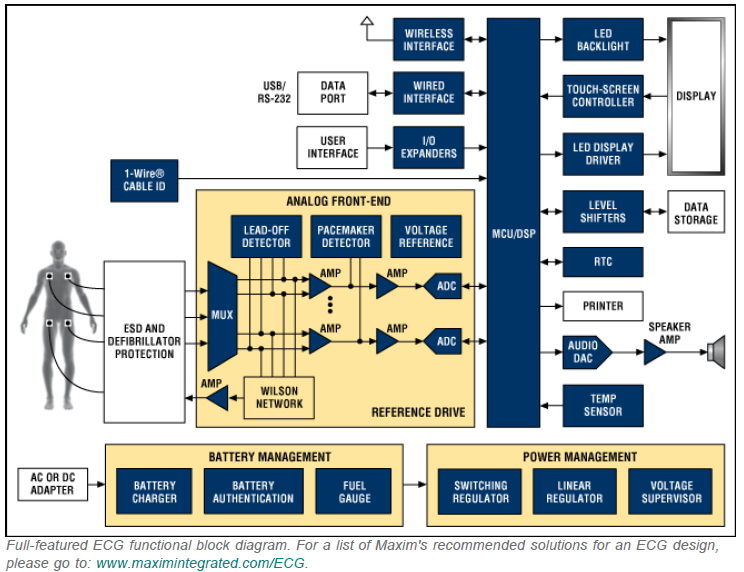 WIRELESS
INTERFACE
LED
BACKLIGHT
USB/
RS-232
DATA
PORT
WIRED
INTERFACE
TOUCH-SCREEN
CONTROLLER
DISPLAY
USER
INTERFACE
I/O
EXPANDERS
LED DISPLAY
DRIVER
1-Wire®
CABLE ID
MCU/DSP
LEVEL
SHIFTERS
DATA
STORAGE
ANALOG FRONT-END
LEAD-OFF
DETECTOR
PACEMAKER
DETECTOR
VOLTAGE
REFERENCE
RTC
AMP
AMP
ADC
MUX
PRINTER
ESD AND
DEFIBRILLATOR
PROTECTION
AMP
AMP
ADC
AUDIO
DAC
SPEAKER
AMP
AMP
WILSON
NETWORK
REFERENCE DRIVE
TEMP
SENSOR
AC OR DC
ADAPTER
BATTERY MANAGEMENT
BATTERY
CHARGER
BATTERY
AUTHENTICATION
FUEL
GAUGE
POWER MANAGEMENT
SWITCHING
REGULATOR
LINEAR
REGULATOR
VOLTAGE
SUPERVISOR
Full-featured ECG functional block diagram. For a list of Maxim's recommended solutions for an ECG design,
please go to: www.maximintegrated.com/ECG.